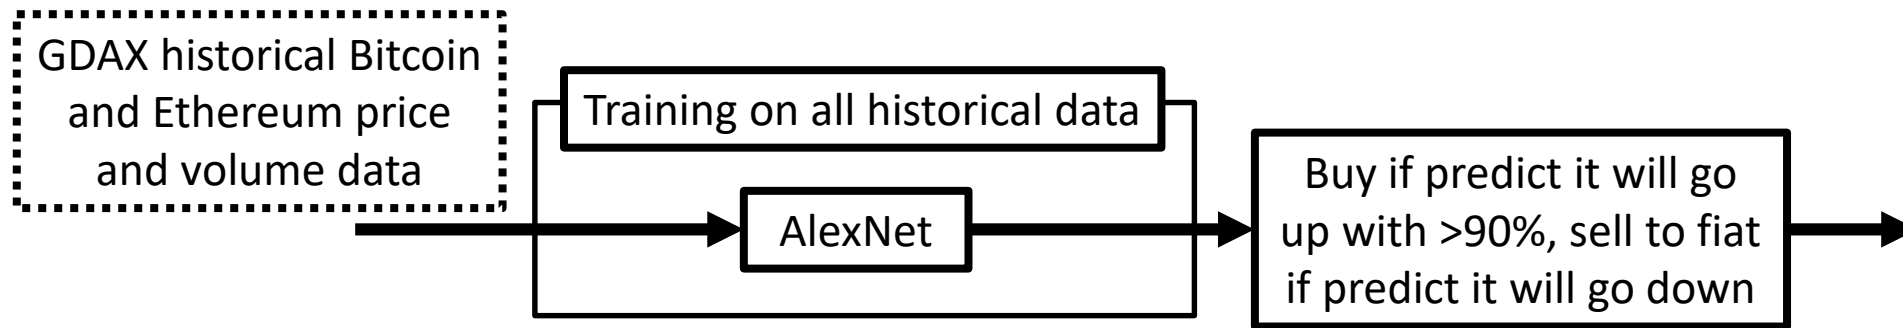 GDAX historical Bitcoin
and Ethereum price
and volume data
Training on all historical data
AlexNet
Buy if predict it will go
up with >90%, sell to fiat
if predict it will go down